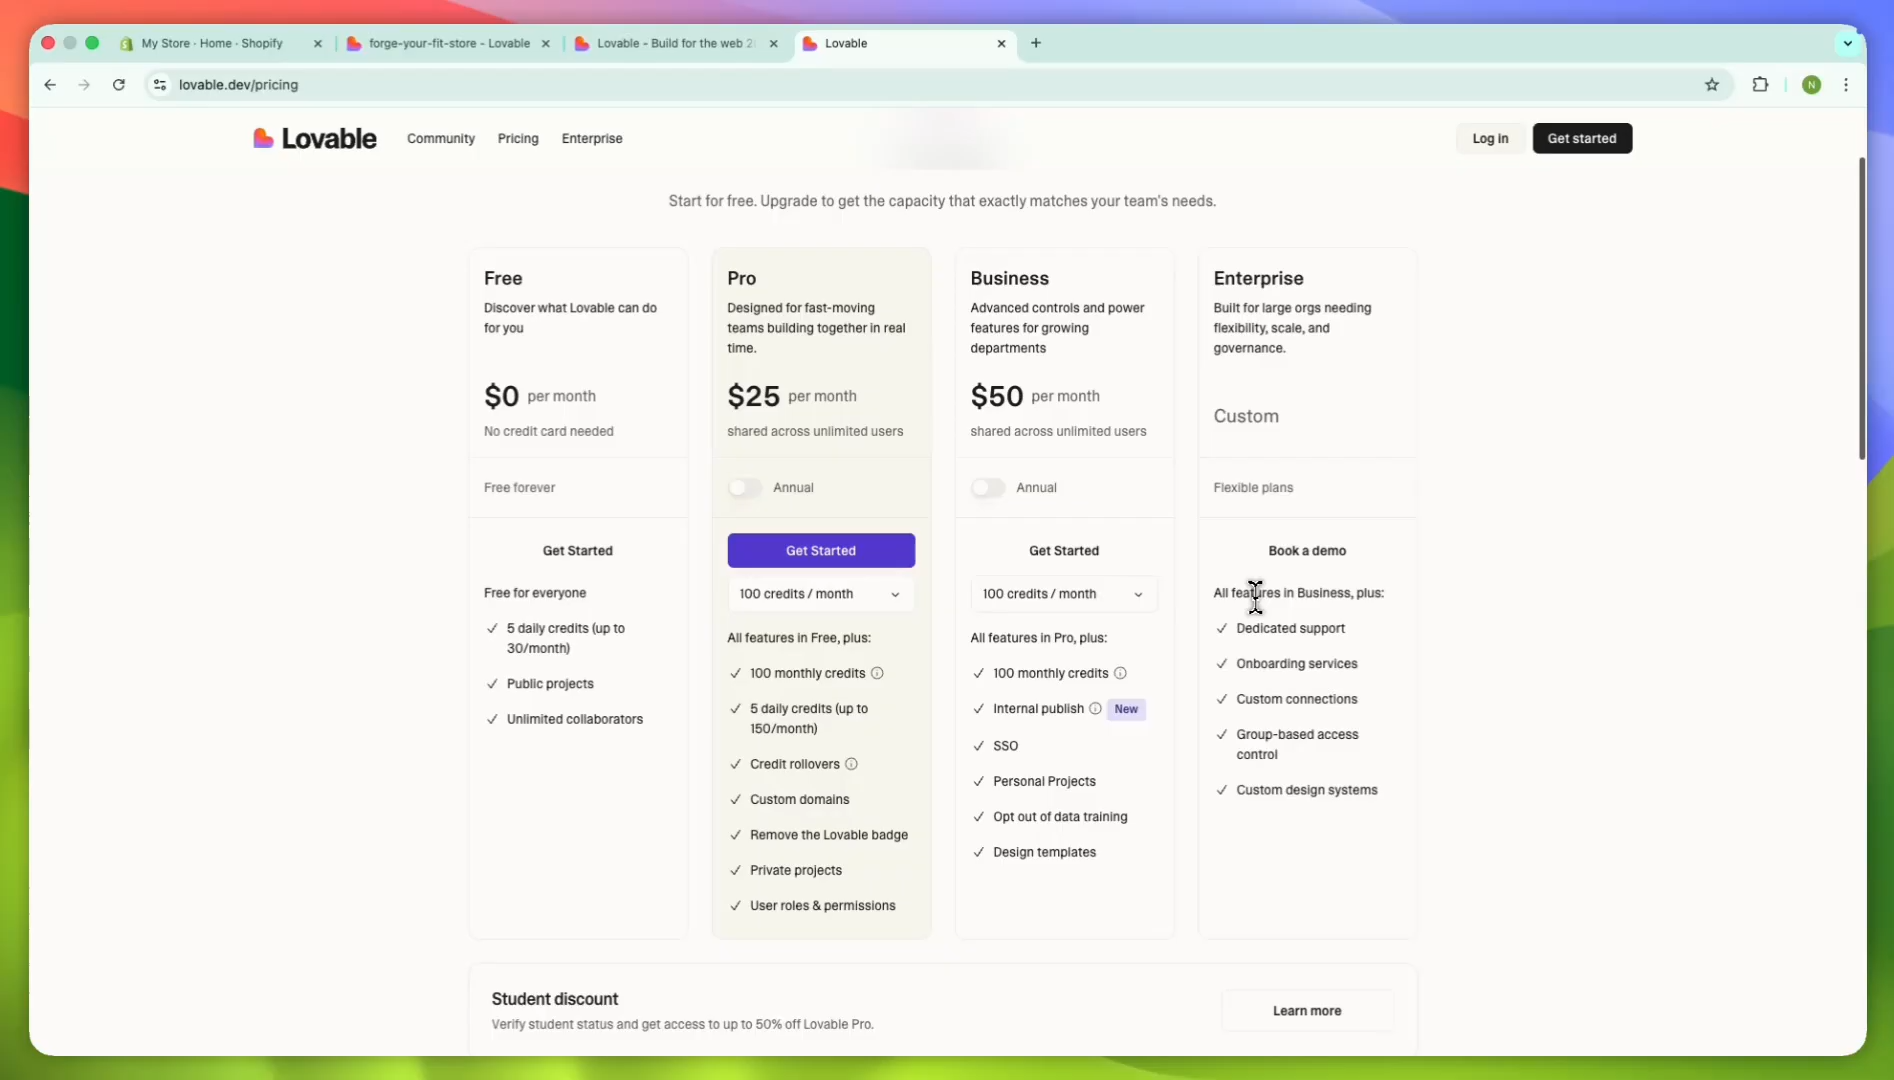 My Store · Home · Shopify
forge-your-fit-store - Lovable
Lovable - Build for the web 2
Lovable
lovable.dev/pricing
N
Lovable
Community
Pricing
Enterprise
Log in
Get started
Start for free. Upgrade to get the capacity that exactly matches your team's needs.
Free
Discover what Lovable can do
for you
$0 per month
No credit card needed
Free forever
Get Started
Free for everyone
5 daily credits (up to
30/month)
Public projects
Unlimited collaborators
Pro
Designed for fast-moving
teams building together in real
time.
$25 per month
shared across unlimited users
Annual
Get Started
100 credits / month
All features in Free, plus:
100 monthly credits
5 daily credits (up to
150/month)
Credit rollovers
Custom domains
Remove the Lovable badge
Private projects
User roles & permissions
Business
Advanced controls and power
features for growing
departments
$50 per month
shared across unlimited users
Annual
Get Started
100 credits / month
All features in Pro, plus:
100 monthly credits
Internal publish New
SSO
Personal Projects
Opt out of data training
Design templates
Enterprise
Built for large orgs needing
flexibility, scale, and
governance.
Custom
Flexible plans
Book a demo
All features in Business, plus:
Dedicated support
Onboarding services
Custom connections
Group-based access
control
Custom design systems
Student discount
Verify student status and get access to up to 50% off Lovable Pro.
Learn more